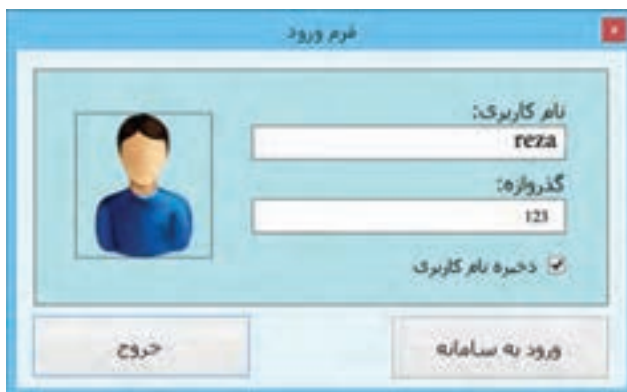 فرم ورود
نام کاربری:
reza
گذرواژه:
123
ذخیره نام کاربری
ورود به سامانه
خروج